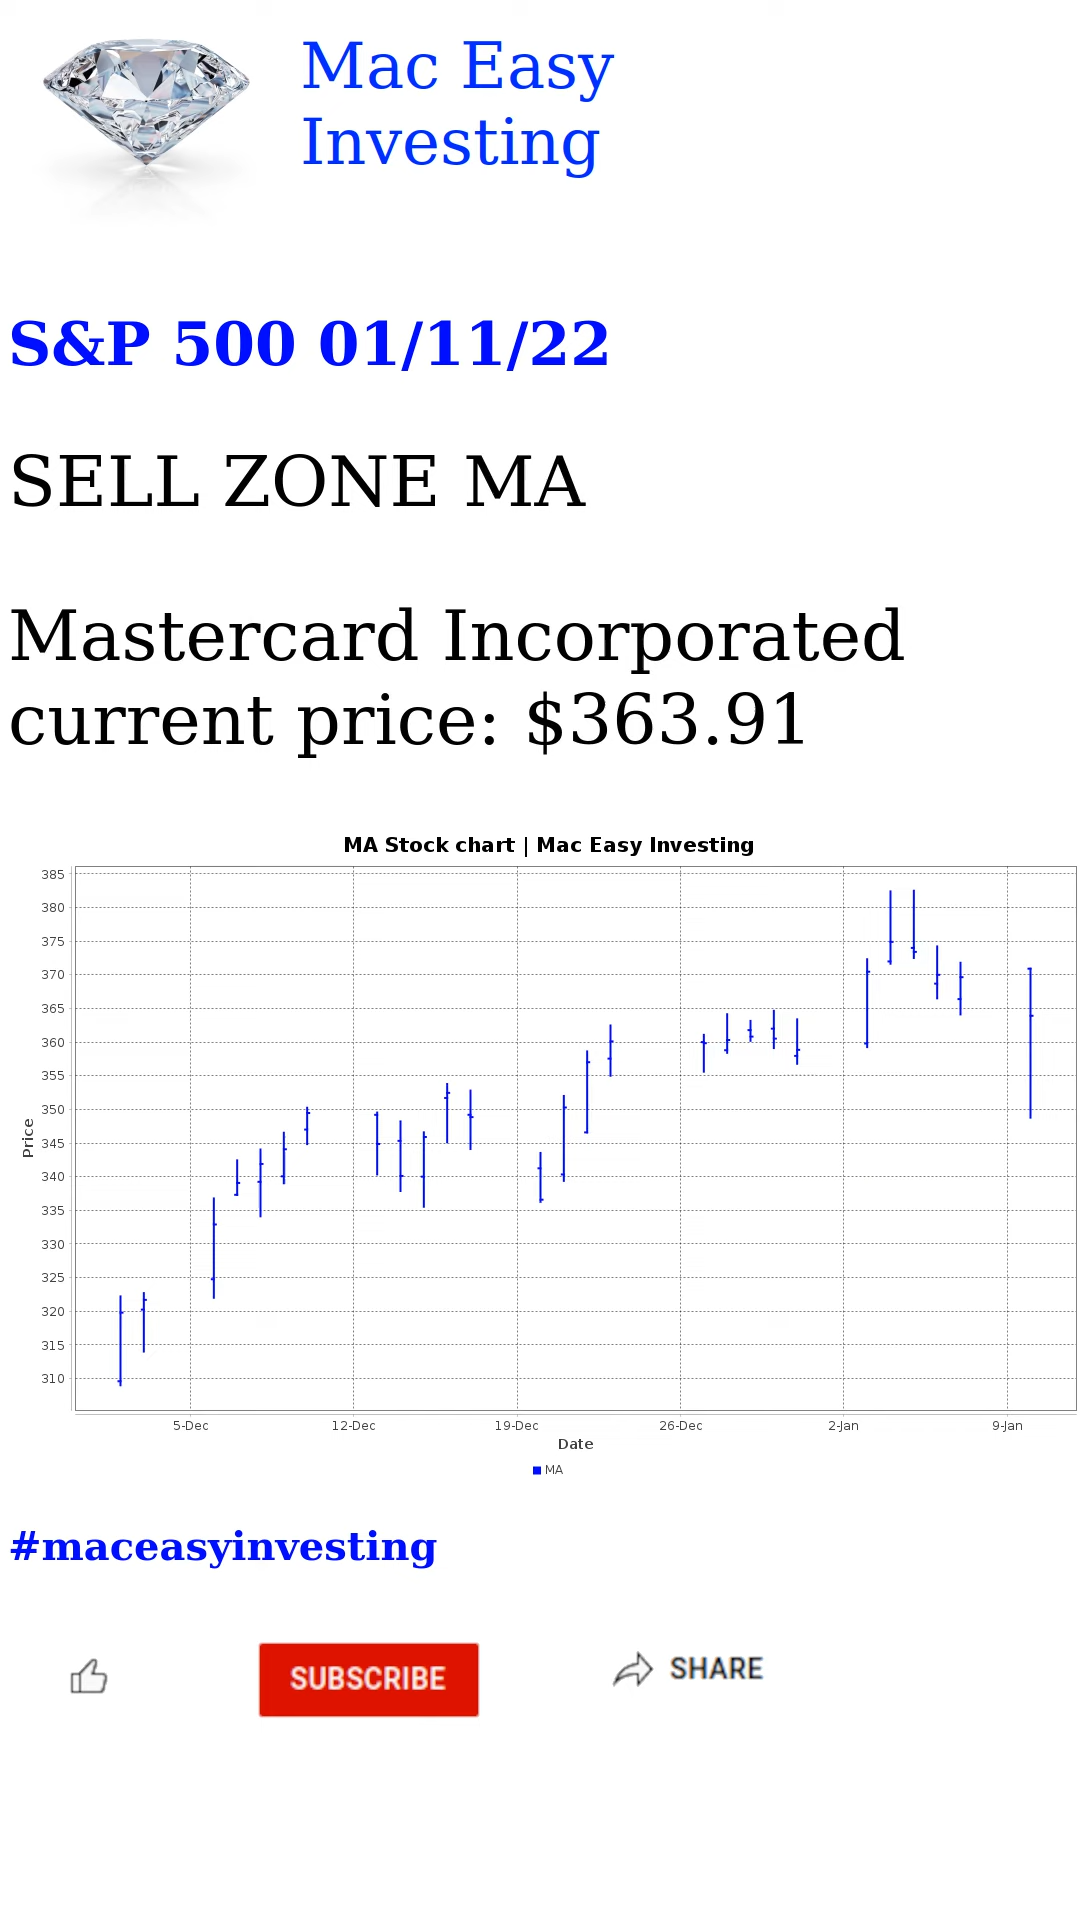 Mac Easy
Investing
S&P 500 01/11/22
SELL ZONE MA
Mastercard Incorporated
current price: $363.91
MA Stock chart | Mac Easy Investing
385
380
375
370
365
360
355
350
345
340
335
330
325
320
315
310
Price
5-Dec 12-Dec 19-Dec 26-Dec 2-Jan 9-Jan
Date
MA
#maceasyinvesting
SUBSCRIBE SHARE